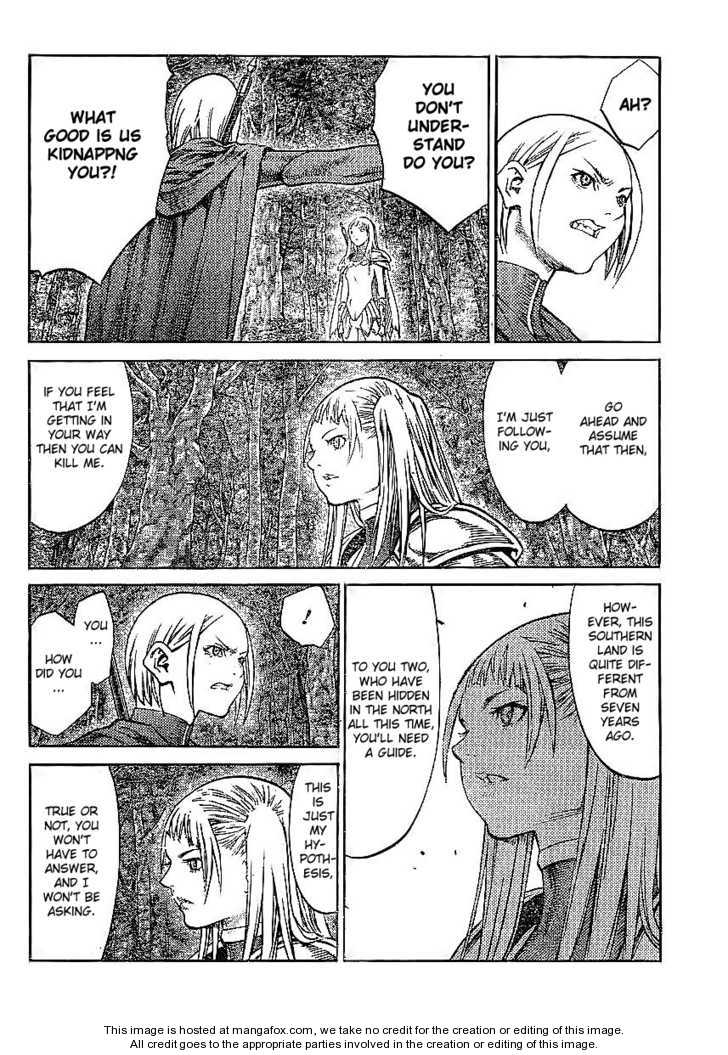 AH?
YOU
DON'T
UNDER-
STAND
DO YOU?
WHAT
GOOD IS US
KIDNAPPNG
YOU?!
GO
AHEAD AND
ASSUME
THAT THEN,
I'M JUST
FOLLOW-
ING YOU,
IF YOU FEEL
THAT I'M
GETTING IN
YOUR WAY
THEN YOU CAN
KILL ME.
HOW-
EVER, THIS
SOUTHERN
LAND IS
QUITE DIF-
FERENT
FROM
SEVEN
YEARS
AGO.
TO YOU TWO,
WHO HAVE
BEEN HIDDEN
IN THE NORTH
ALL THIS TIME,
YOU'LL NEED
A GUIDE.
!
YOU
...
HOW
DID YOU
...
THIS
IS
JUST
MY
HY-
POTH-
ESIS,
TRUE OR
NOT, YOU
WON'T
HAVE TO
ANSWER,
AND I
WON'T BE
ASKING.
This image is hosted at mangafox.com, we take no credit for the creation or editing of this image.
All credit goes to the appropriate parties involved in the creation or editing of this image.